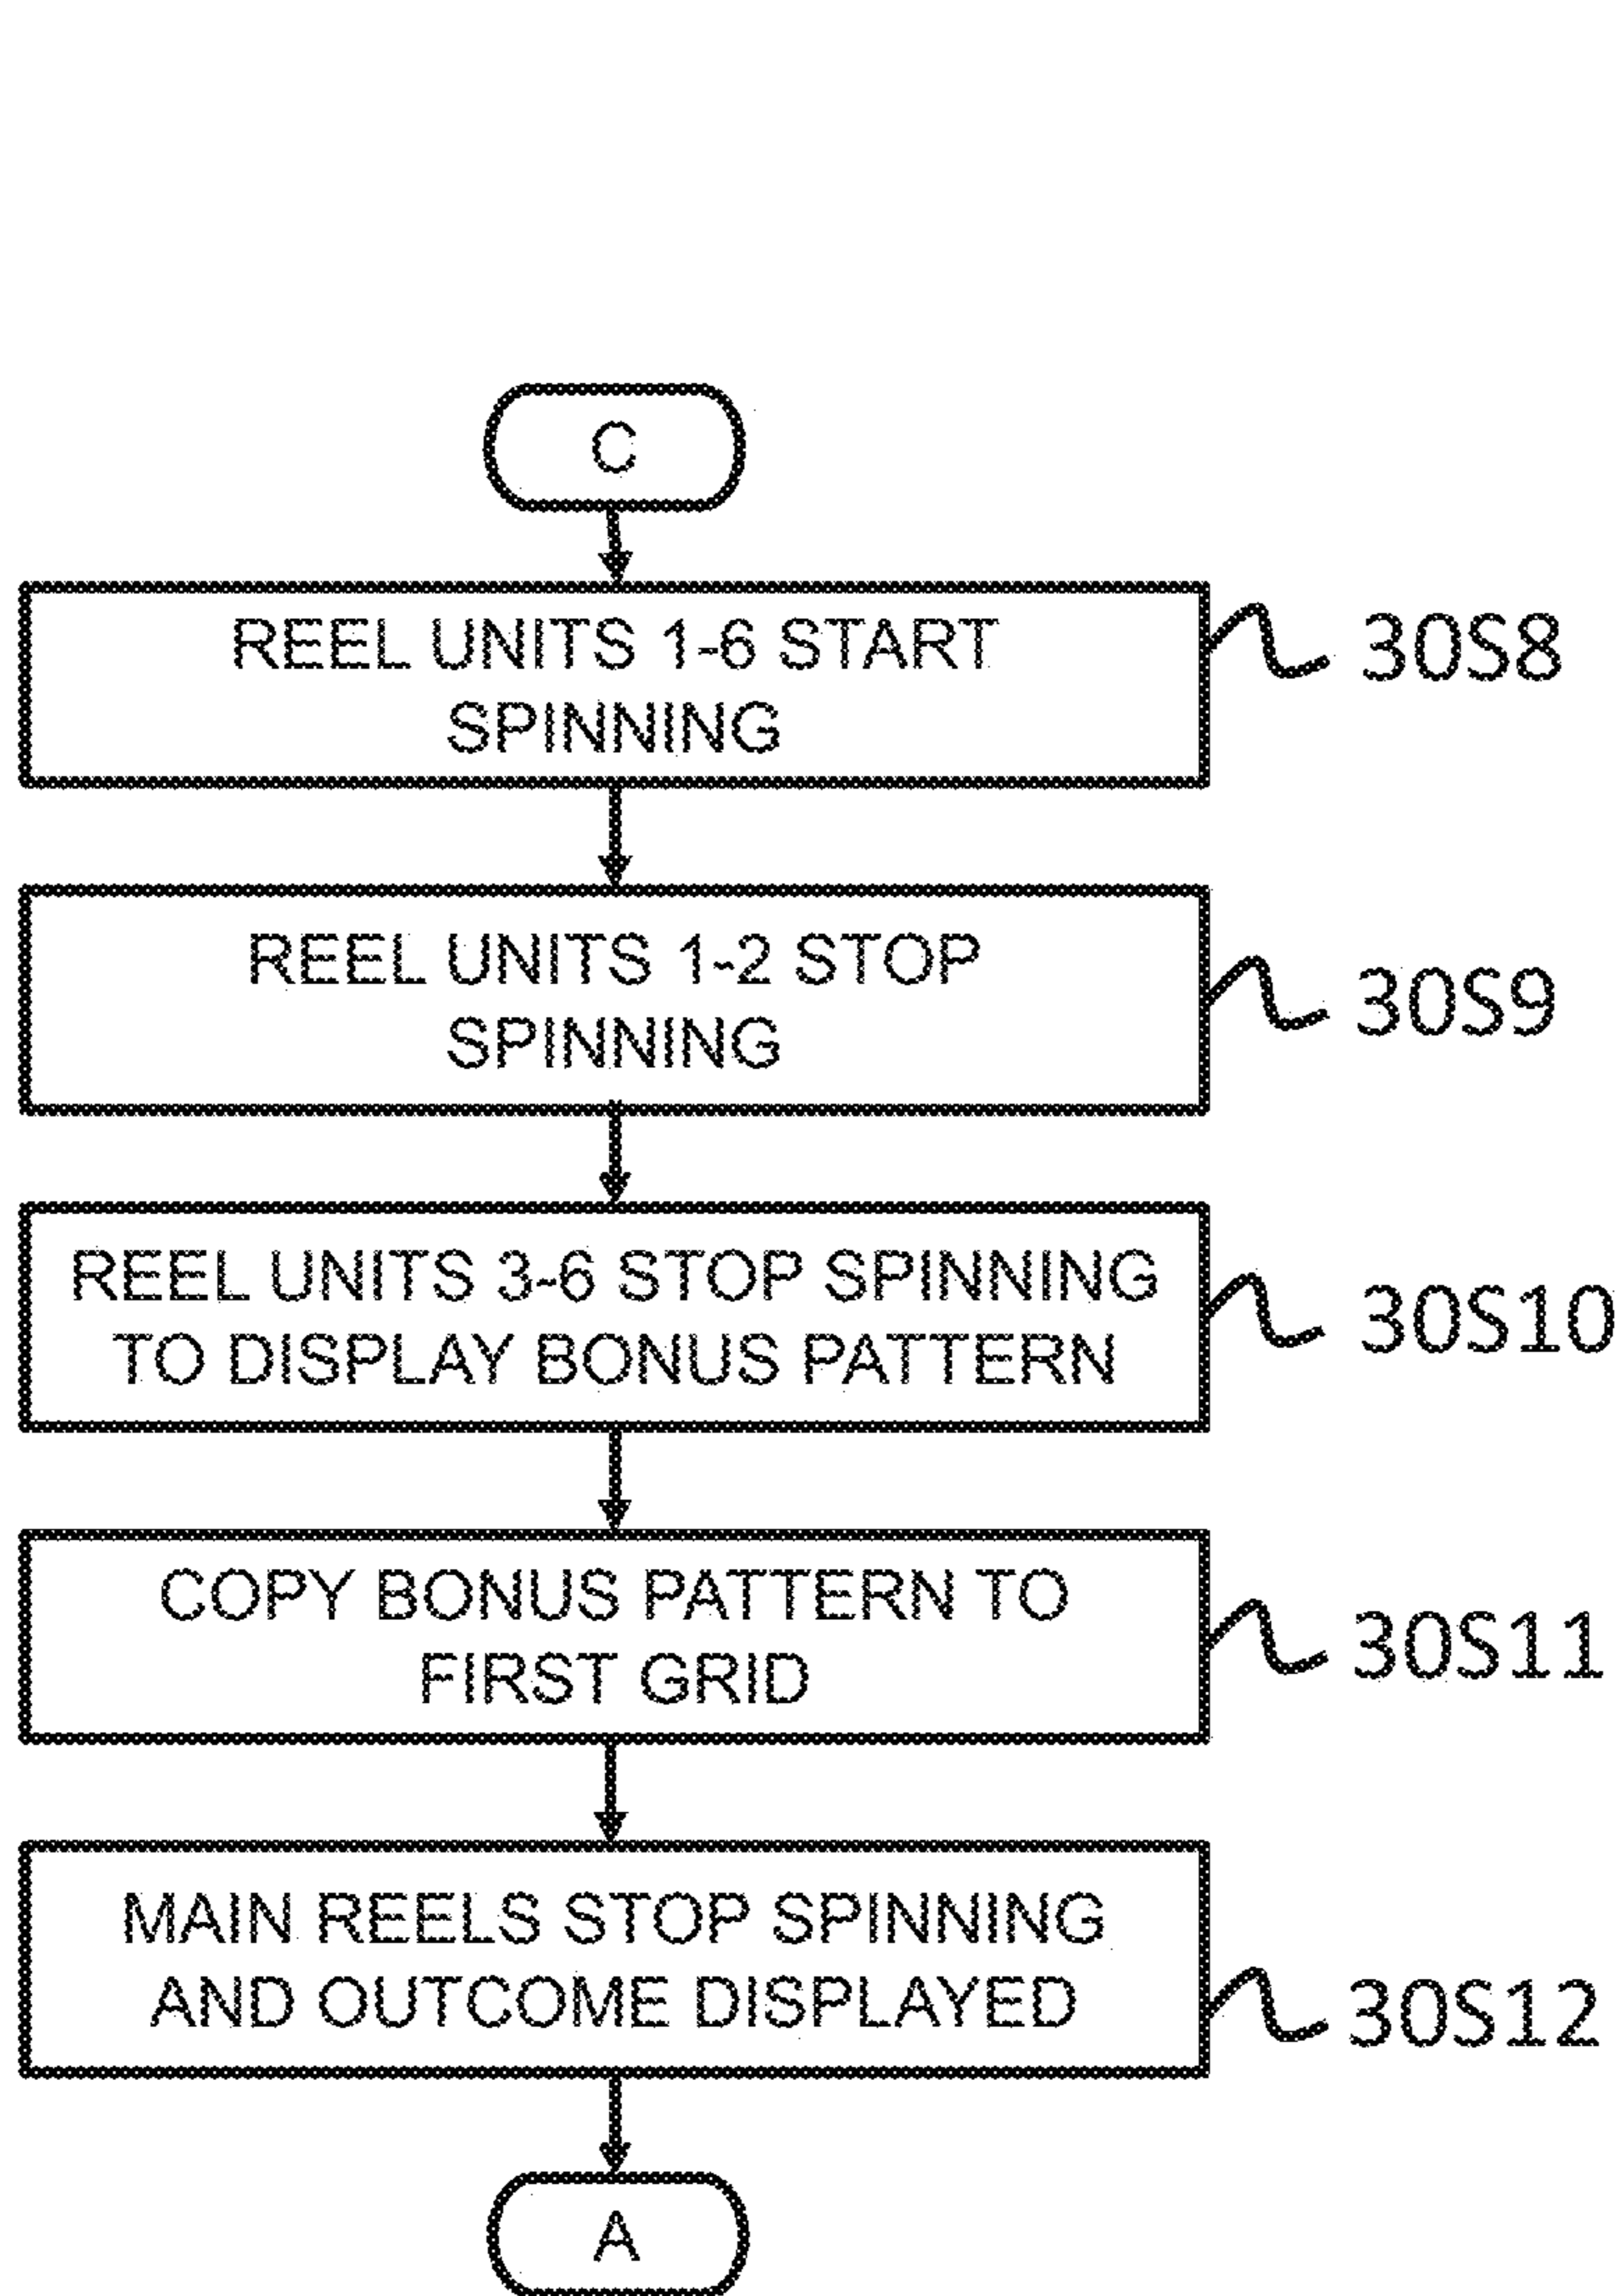 C
REEL UNITS 1-6 START
SPINNING
30S8
REEL UNITS 1-2 STOP
SPINNING
30S9
REEL UNITS 3-6 STOP SPINNING
TO DISPLAY BONUS PATTERN
30S10
COPY BONUS PATTERN TO
FIRST GRID
30S11
MAIN REELS STOP SPINNING
AND OUTCOME DISPLAYED
30S12
A